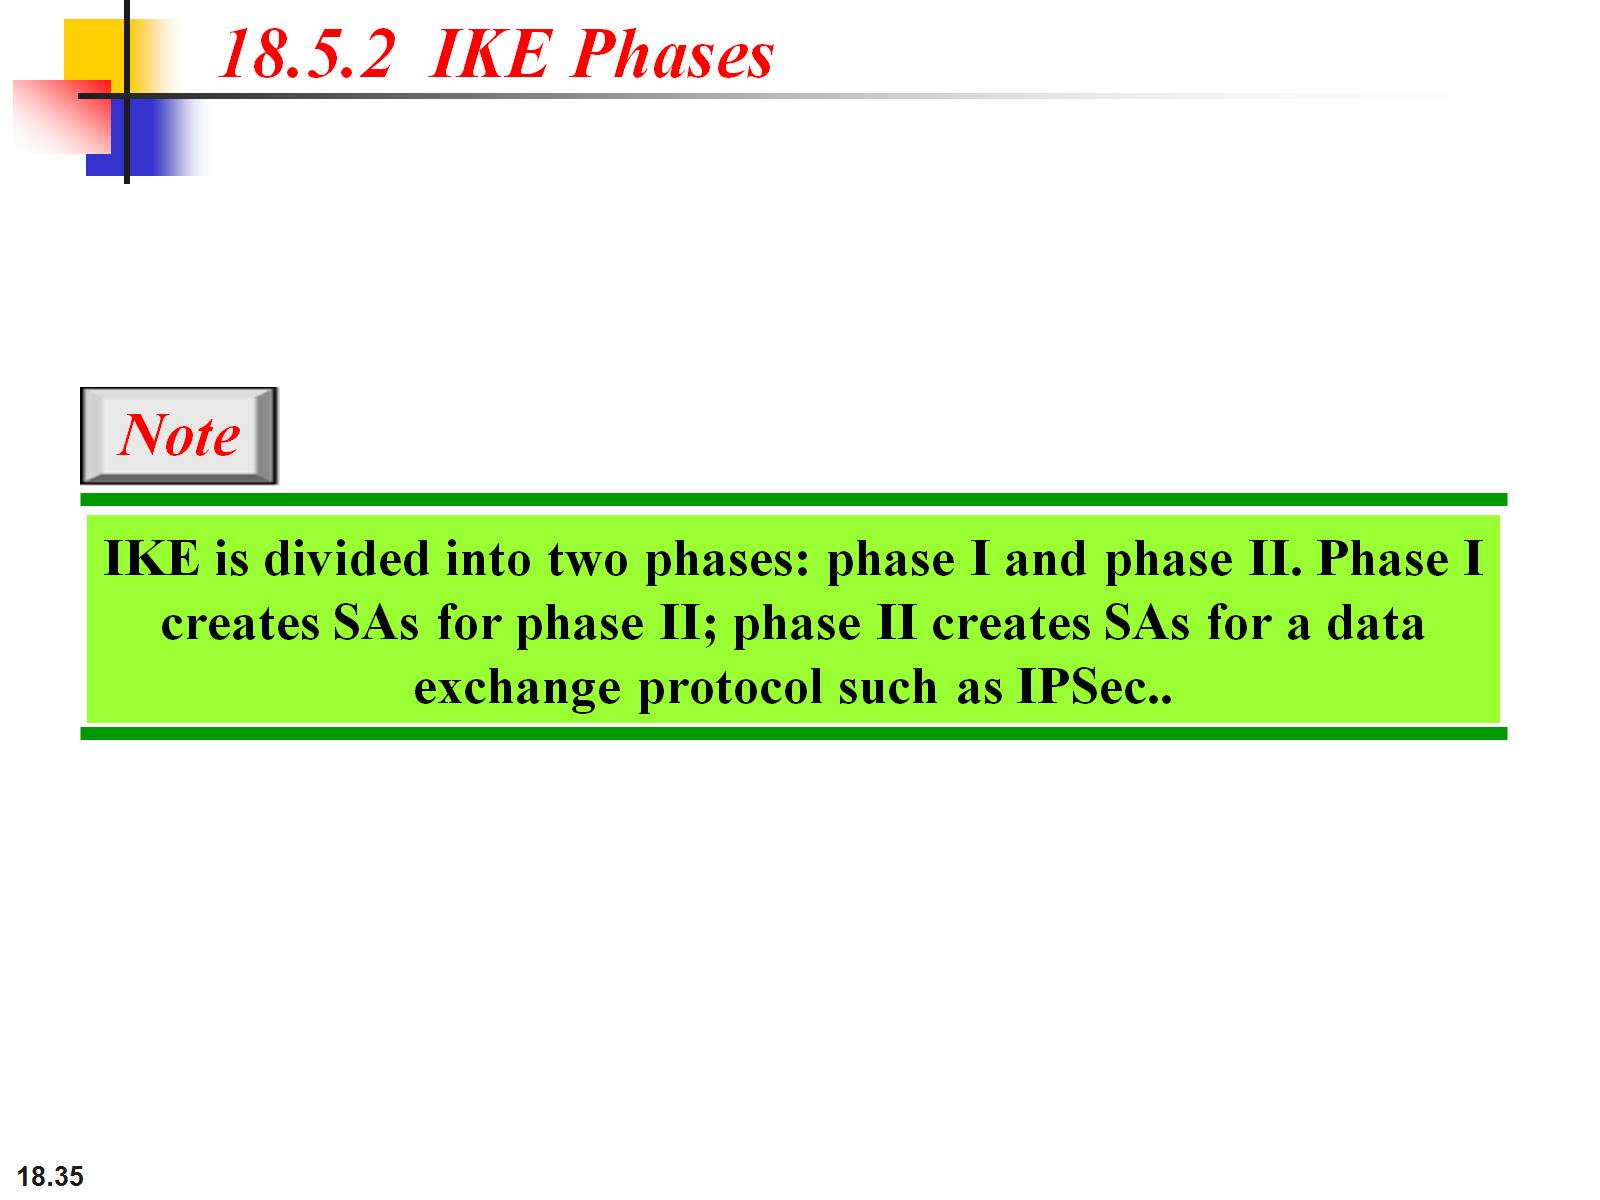 18.5.2 IKE Phases
Note
IKE is divided into two phases: phase I and phase II. Phase I
creates SAs for phase II; phase II creates SAs for a data
exchange protocol such as IPSec..
18.35